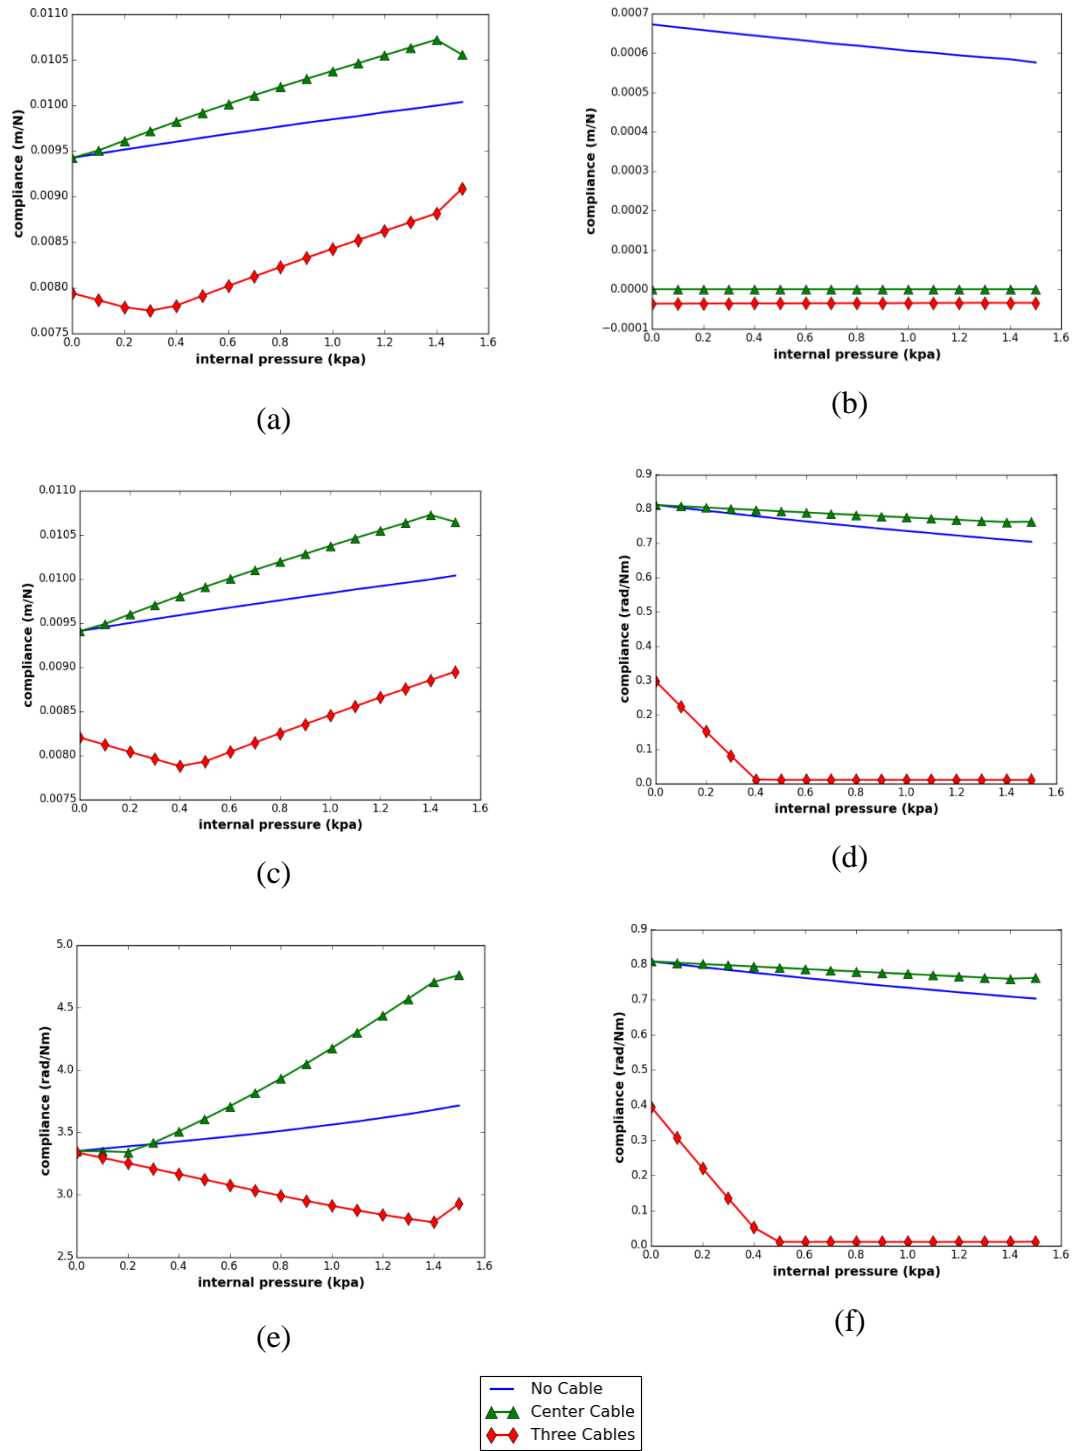 0.0110
0.0105
0.0100
0.0095
0.0090
0.0085
0.0080
0.0075
compliance (m/N)
0.0 0.2 0.4 0.6 0.8 1.0 1.2 1.4 1.6
internal pressure (kpa)
(a)
0.0007
0.0006
0.0005
0.0004
0.0003
0.0002
0.0001
0.0000
−0.0001
compliance (m/N)
0.0 0.2 0.4 0.6 0.8 1.0 1.2 1.4 1.6
internal pressure (kpa)
(b)
0.0110
0.0105
0.0100
0.0095
0.0090
0.0085
0.0080
0.0075
compliance (m/N)
0.0 0.2 0.4 0.6 0.8 1.0 1.2 1.4 1.6
internal pressure (kpa)
(c)
0.9
0.8
0.7
0.6
0.5
0.4
0.3
0.2
0.1
0.0
compliance (rad/Nm)
0.0 0.2 0.4 0.6 0.8 1.0 1.2 1.4 1.6
internal pressure (kpa)
(d)
5.0
4.5
4.0
3.5
3.0
2.5
compliance (rad/Nm)
0.0 0.2 0.4 0.6 0.8 1.0 1.2 1.4 1.6
internal pressure (kpa)
(e)
0.9
0.8
0.7
0.6
0.5
0.4
0.3
0.2
0.1
0.0
compliance (rad/Nm)
0.0 0.2 0.4 0.6 0.8 1.0 1.2 1.4 1.6
internal pressure (kpa)
(f)
No Cable
Center Cable
Three Cables